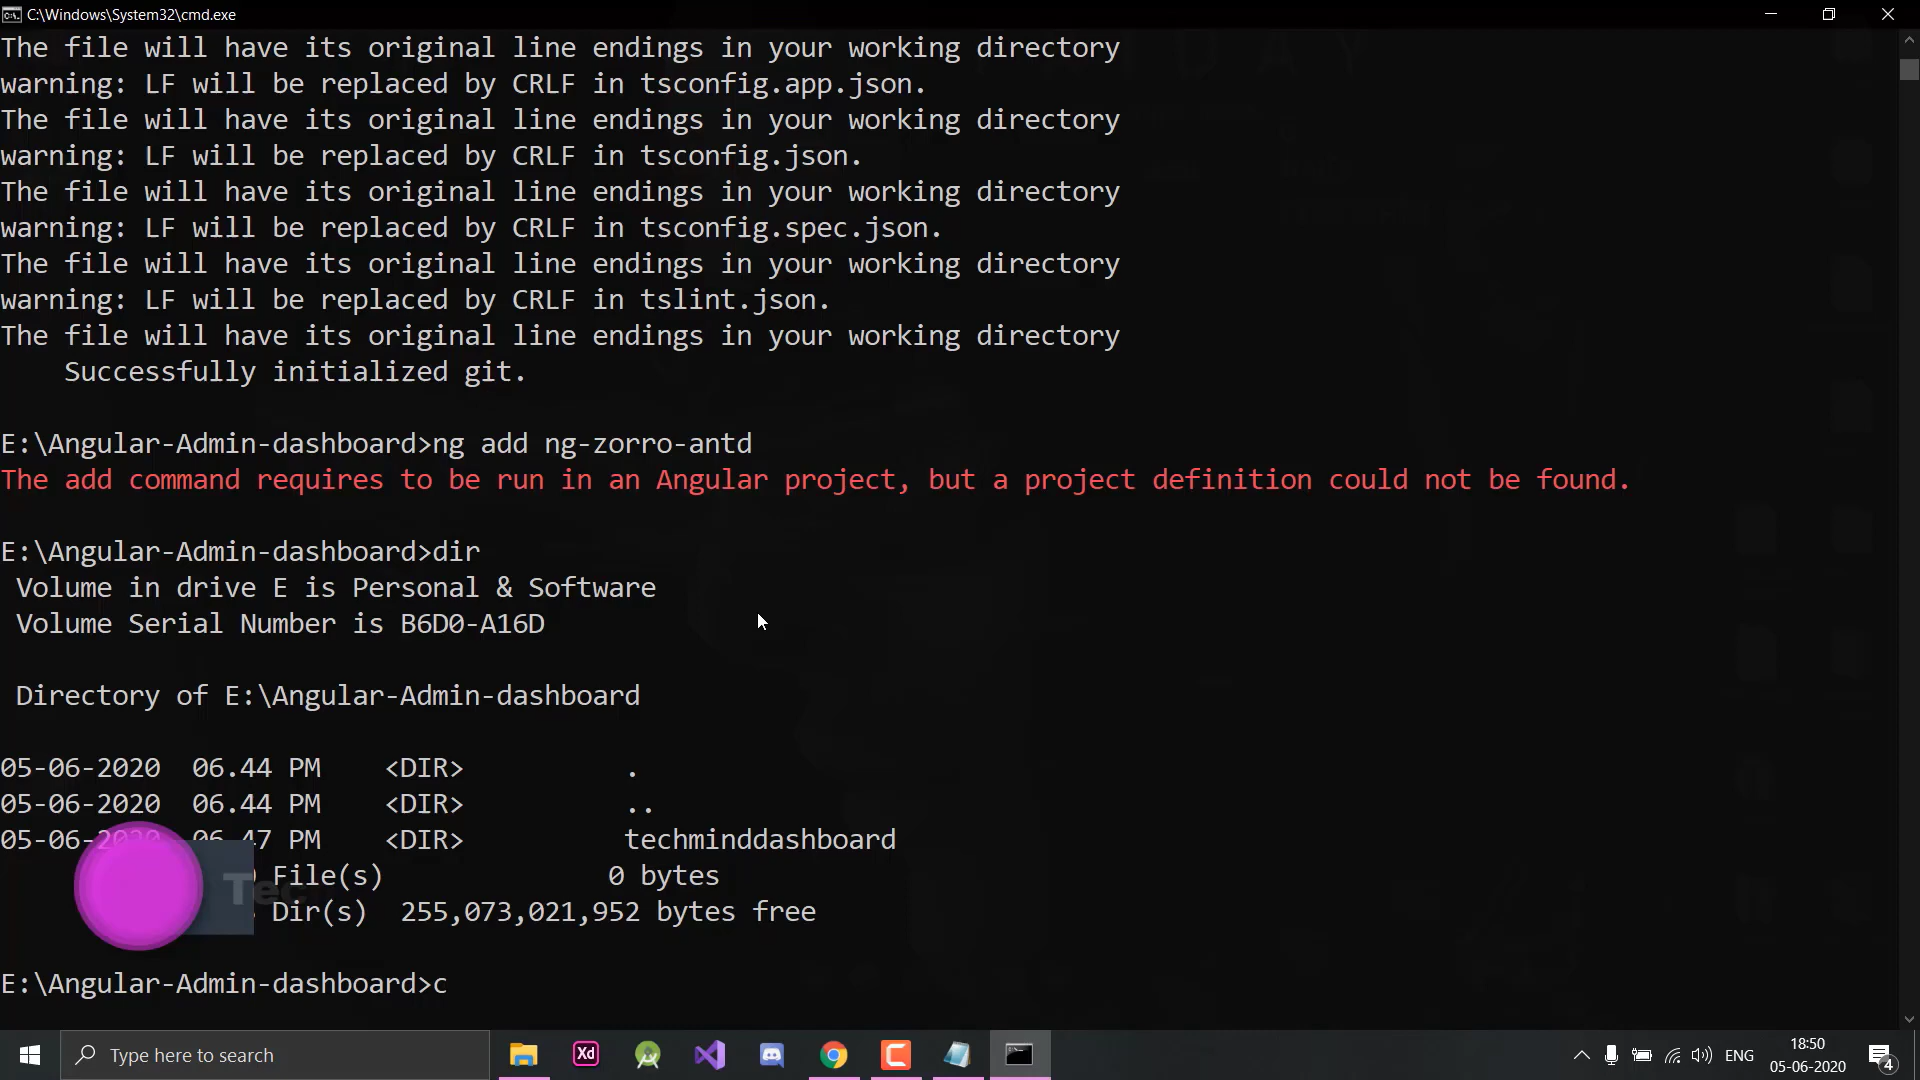 C:\Windows\System32\cmd.exe
The file will have its original line endings in your working directory
warning: LF will be replaced by CRLF in tsconfig.app.json.
The file will have its original line endings in your working directory
warning: LF will be replaced by CRLF in tsconfig.json.
The file will have its original line endings in your working directory
warning: LF will be replaced by CRLF in tsconfig.spec.json.
The file will have its original line endings in your working directory
warning: LF will be replaced by CRLF in tslint.json.
The file will have its original line endings in your working directory
Successfully initialized git.
E:\Angular-Admin-dashboard>ng add ng-zorro-antd
The add command requires to be run in an Angular project, but a project definition could not be found.
E:\Angular-Admin-dashboard>dir
Volume in drive E is Personal & Software
Volume Serial Number is B6D0-A16D
Directory of E:\Angular-Admin-dashboard
05-06-2020 06.44 PM <DIR> .
05-06-2020 06.44 PM <DIR> ..
05-06-2020 06.47 PM <DIR> techminddashboard
File(s) 0 bytes
Dir(s) 255,073,021,952 bytes free
E:\Angular-Admin-dashboard>c
Type here to search
Xd
ENG
18:50
05-06-2020
4